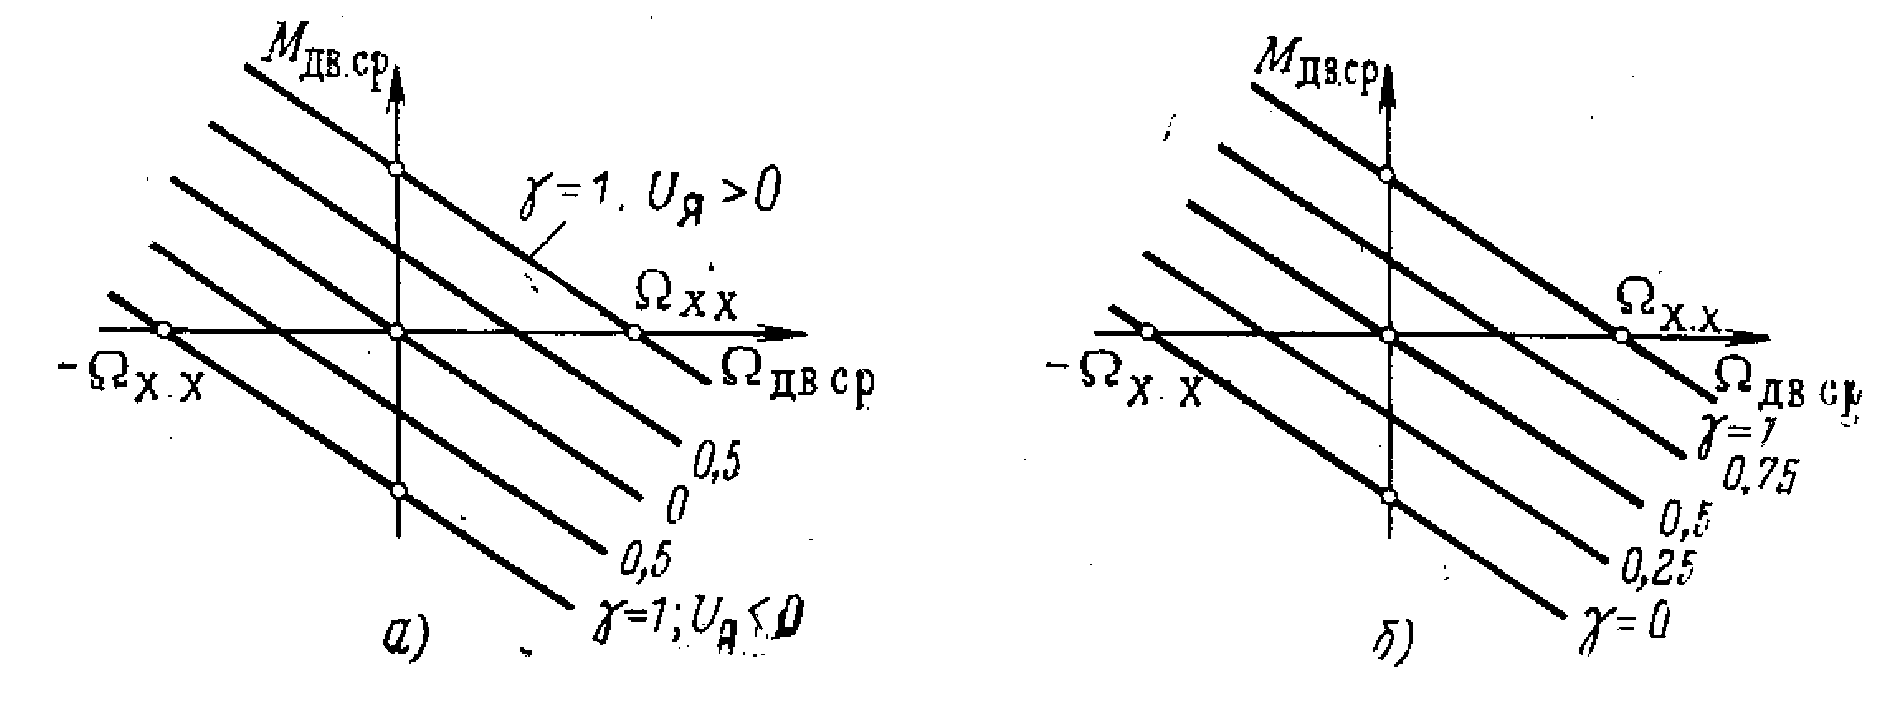 Mдв.ср
γ=1. Uя>0
Ωх х
-Ωх.х
Ωдв ср
0,5
0
0,5
γ=1; Uя<0
а)
Mдв.ср
Ωх.х
-Ωх. х
Ωдв ср
γ=1
0,75
0,5
0,25
γ=0
б)